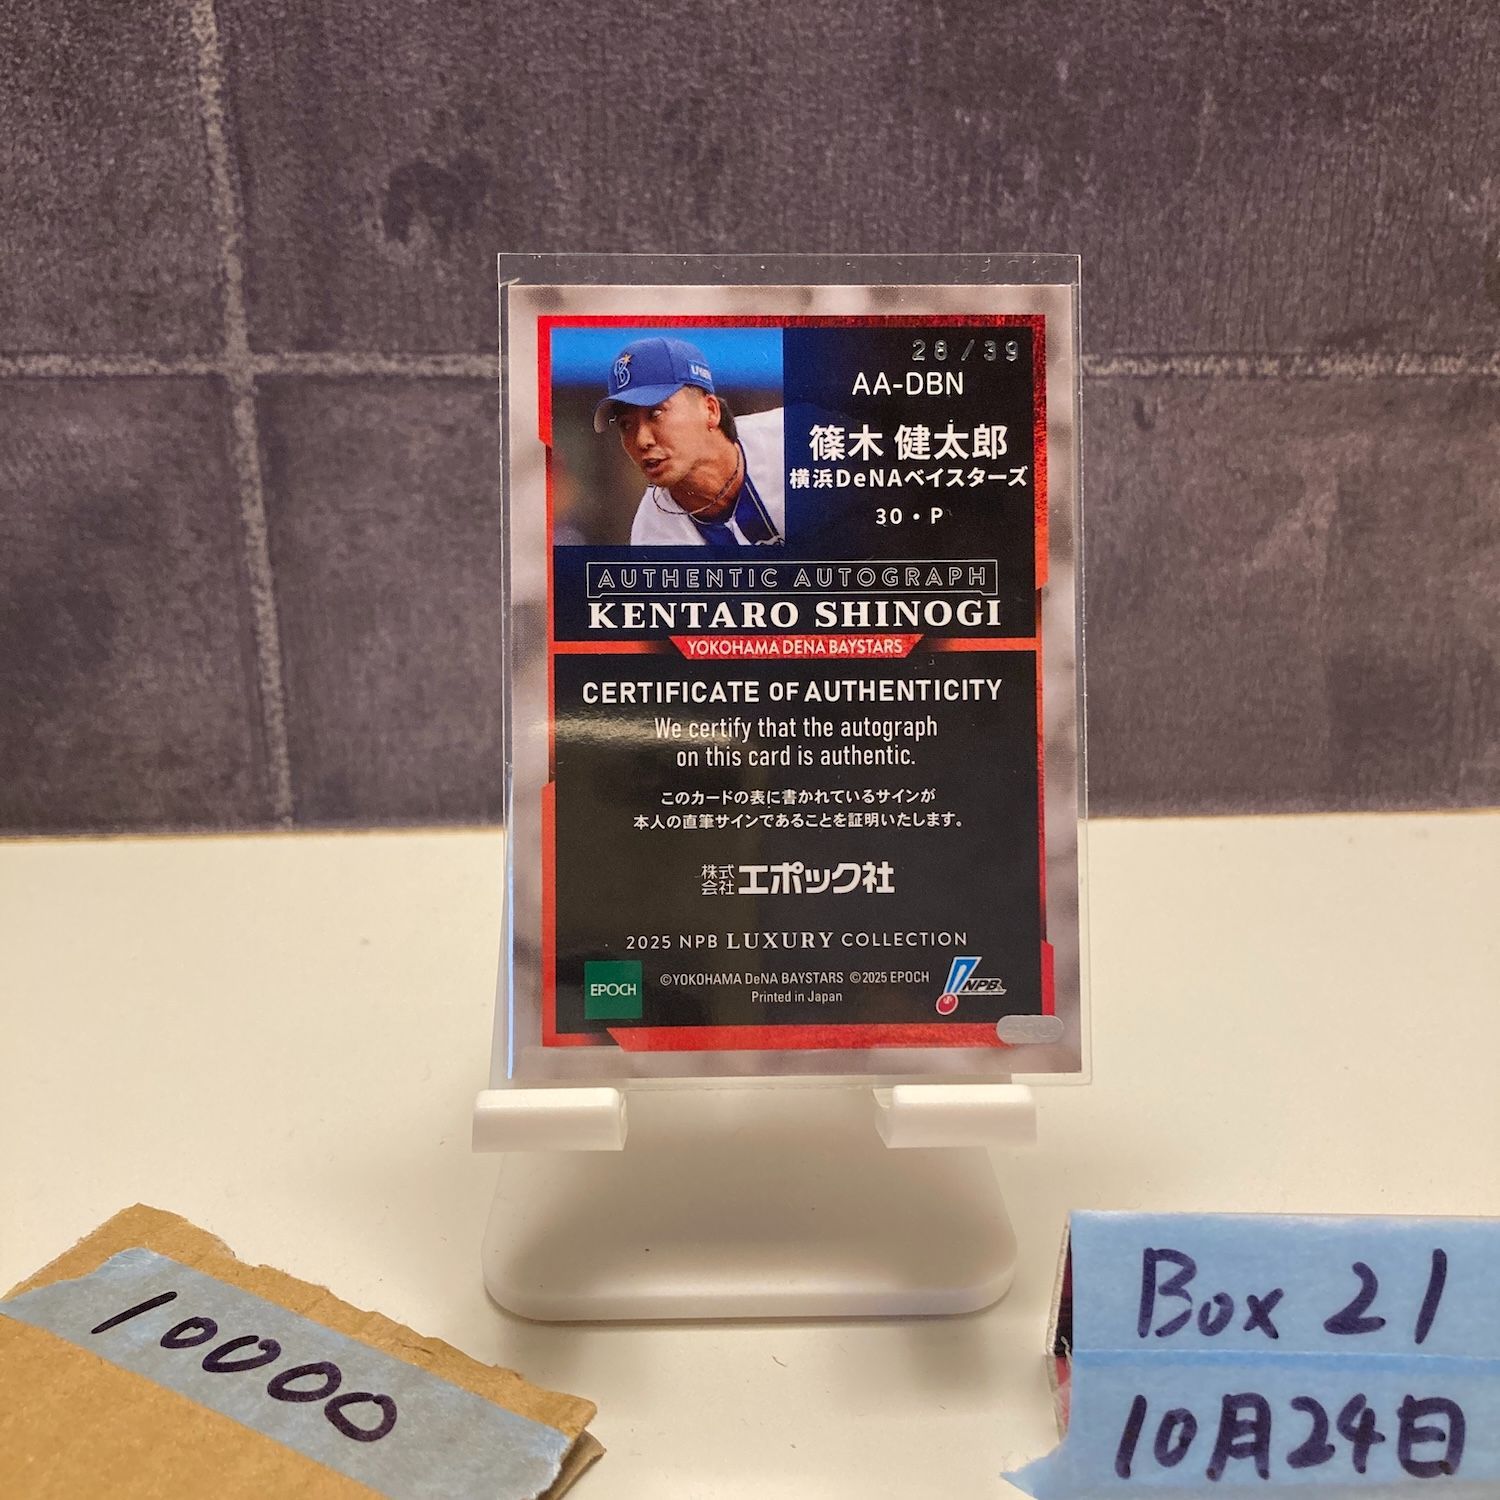 28/39
AA-DBN
篠木 健太郎
横浜DeNAベイスターズ
30・P
AUTHENTIC AUTOGRAPH
KENTARO SHINOGI
YOKOHAMA DENA BAYSTARS
CERTIFICATE OF AUTHENTICITY
We certify that the autograph
on this card is authentic.
このカードの表に書かれているサインが
本人の直筆サインであることを証明いたします。
株式会社エポック社
2025 NPB LUXURY COLLECTION
EPOCH
©YOKOHAMA DeNA BAYSTARS ©2025 EPOCH
Printed in Japan
NPB
10000
Box 21
10月24日